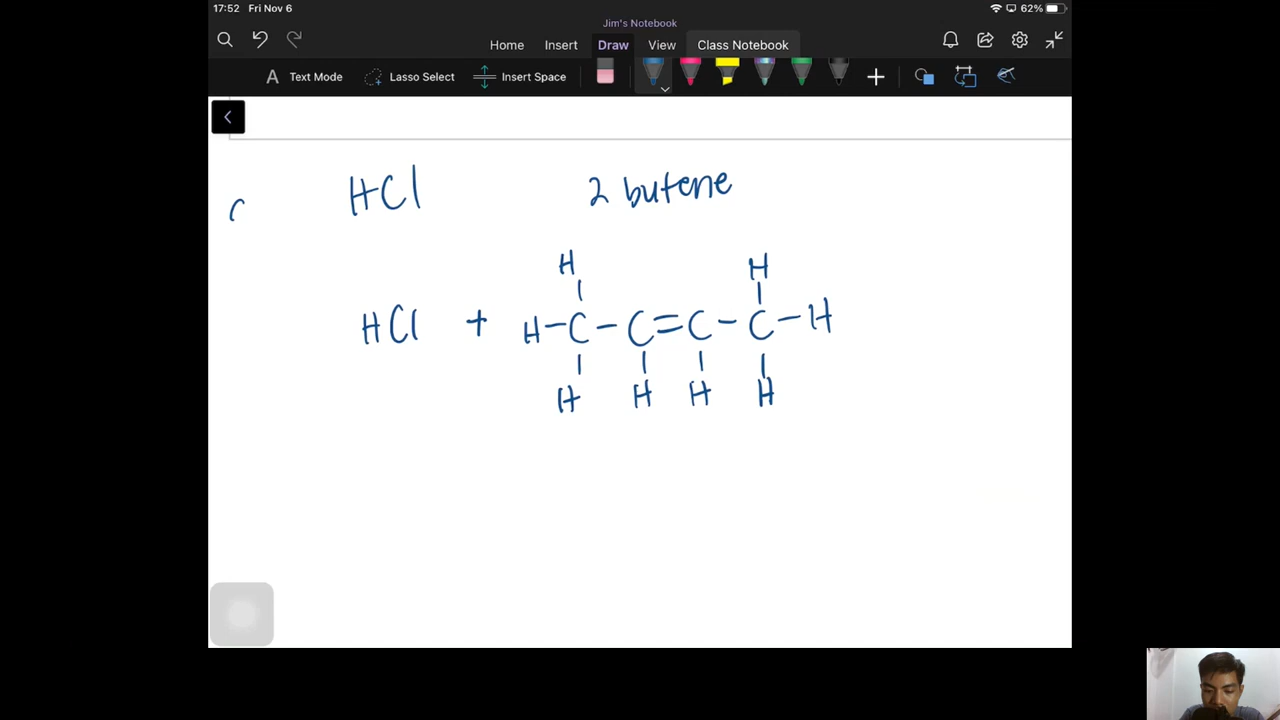 17:52 Fri Nov 6
62%
Jim's Notebook
Home Insert Draw View Class Notebook
A Text Mode Lasso Select Insert Space
HCl 2 butene
H H
HCl + H-C-C=C-C-H
H H H H